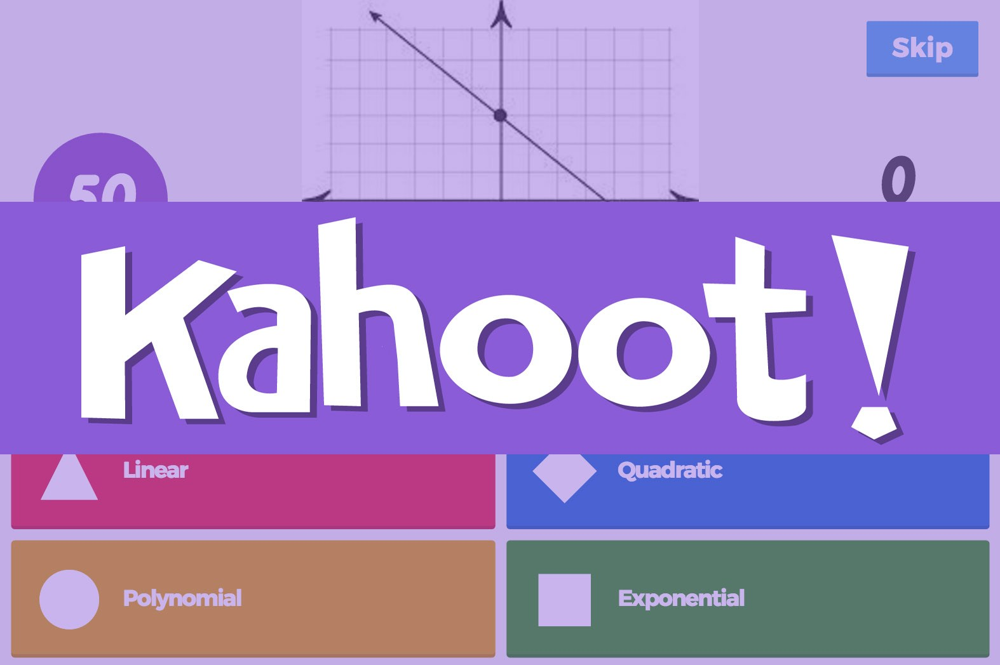 Skip
50
0
Kahoot!
Linear
Quadratic
Polynomial
Exponential